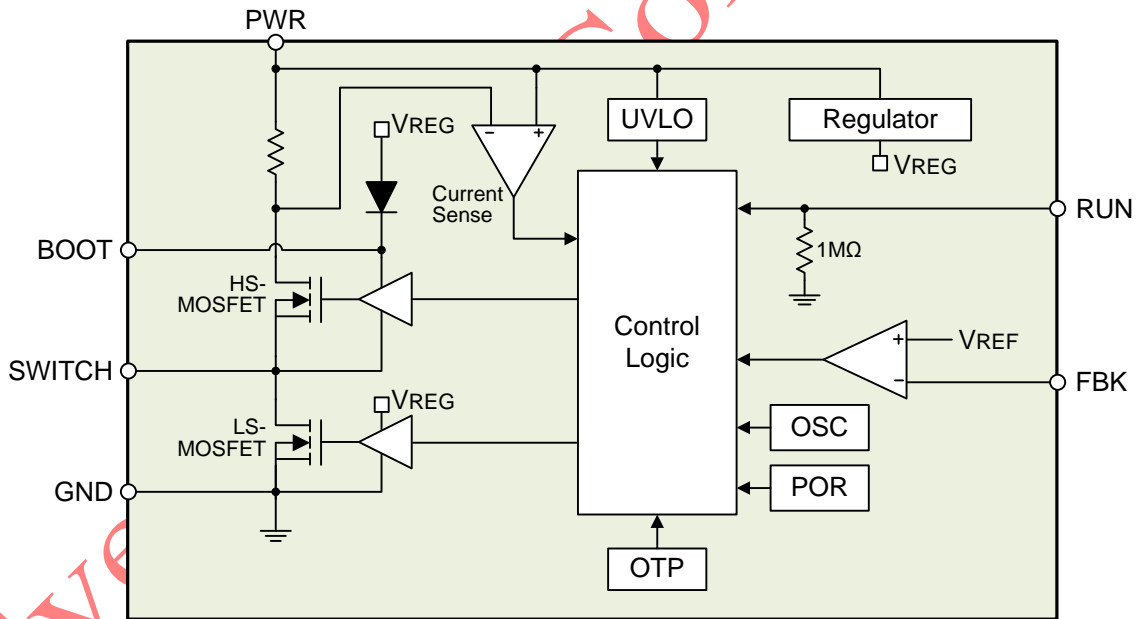 PWR
VREG
UVLO
Regulator
VREG
Current
Sense
RUN
1MΩ
BOOT
HS-
MOSFET
Control
Logic
VREF
SWITCH
FBK
VREG
LS-
MOSFET
OSC
GND
POR
OTP
- +
+
-